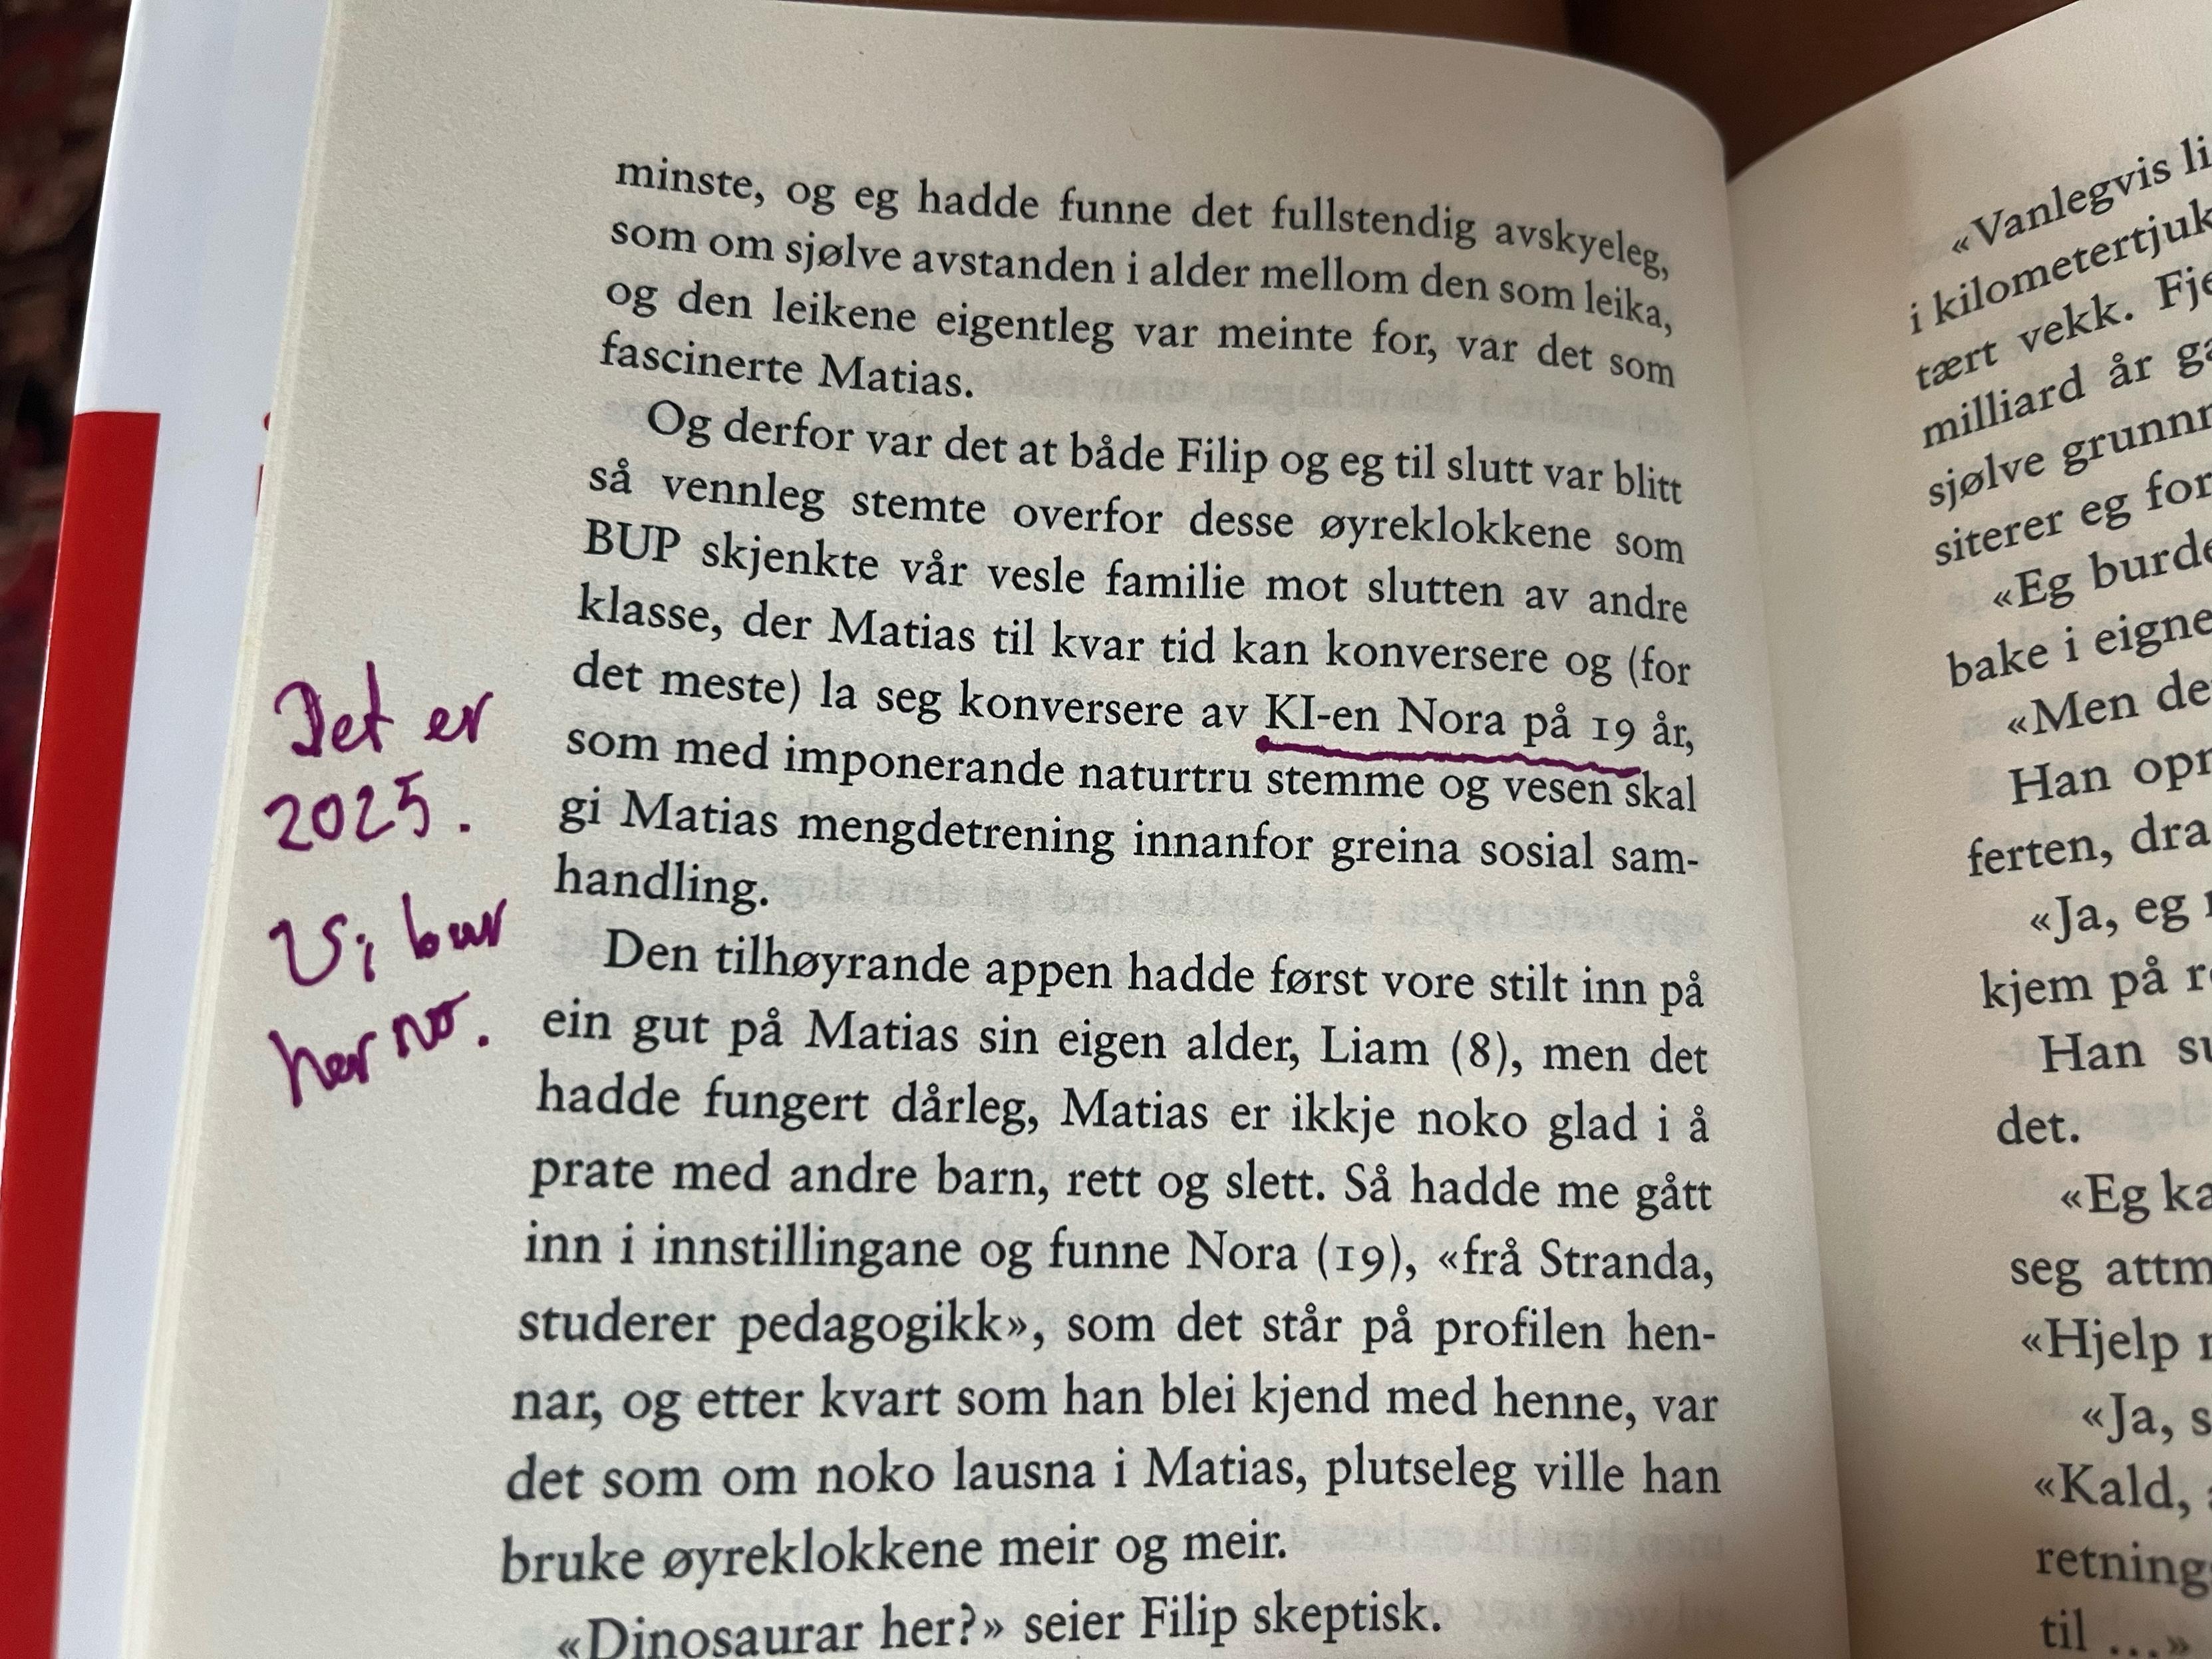 minste, og eg hadde funne det fullstendig avskyeleg,
som om sjølve avstanden i alder mellom den som leika,
og den leikene eigentleg var meinte for, var det som
fascinerte Matias.
Og derfor var det at både Filip og eg til slutt var blitt
så vennleg stemte overfor desse øyreklokkene som
BUP skjenkte vår vesle familie mot slutten av andre
klasse, der Matias til kvar tid kan konversere og (for
det meste) la seg konversere av KI-en Nora på 19 år,
som med imponerande naturtru stemme og vesen skal
gi Matias mengdetrening innanfor greina sosial sam-
handling.
Den tilhøyrande appen hadde først vore stilt inn på
ein gut på Matias sin eigen alder, Liam (8), men det
hadde fungert dårleg, Matias er ikkje noko glad i å
prate med andre barn, rett og slett. Så hadde me gått
inn i innstillingane og funne Nora (19), «frå Stranda,
studerer pedagogikk», som det står på profilen hen-
nar, og etter kvart som han blei kjend med henne, var
det som om noko lausna i Matias, plutseleg ville han
bruke øyreklokkene meir og meir.
«Dinosaurar her?» seier Filip skeptisk.
Det er
2025.
Vi bur
her no.
«Vanlegvis
i kilometertjuk
tært vekk.
milliard år
sjølve
siterer eg for
«Eg
bake i
«Men
Han
ferten,
«Ja, eg
kjem på
Han
det.
«Eg
seg
«Hjelp
«Ja,
«Kald,
til ...»